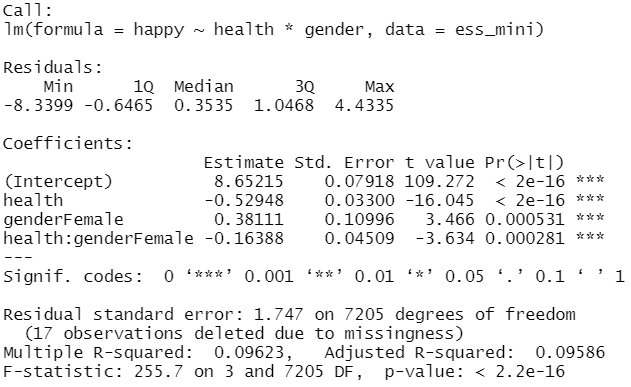 Call:
lm(formula = happy ~ health * gender, data = ess_mini)
Residuals:
Min 1Q Median 3Q Max
-8.3399 -0.6465 0.3535 1.0468 4.4335
Coefficients:
Estimate Std. Error t value Pr(>|t|)
(Intercept) 8.65215 0.07918 109.272 < 2e-16 ***
health -0.52948 0.03300 -16.045 < 2e-16 ***
genderFemale 0.38111 0.10996 3.466 0.000531 ***
health:genderFemale -0.16388 0.04509 -3.634 0.000281 ***
---
Signif. codes: 0 ‘***’ 0.001 ‘**’ 0.01 ‘*’ 0.05 ‘.’ 0.1 ‘ ’ 1
Residual standard error: 1.747 on 7205 degrees of freedom
(17 observations deleted due to missingness)
Multiple R-squared: 0.09623, Adjusted R-squared: 0.09586
F-statistic: 255.7 on 3 and 7205 DF, p-value: < 2.2e-16